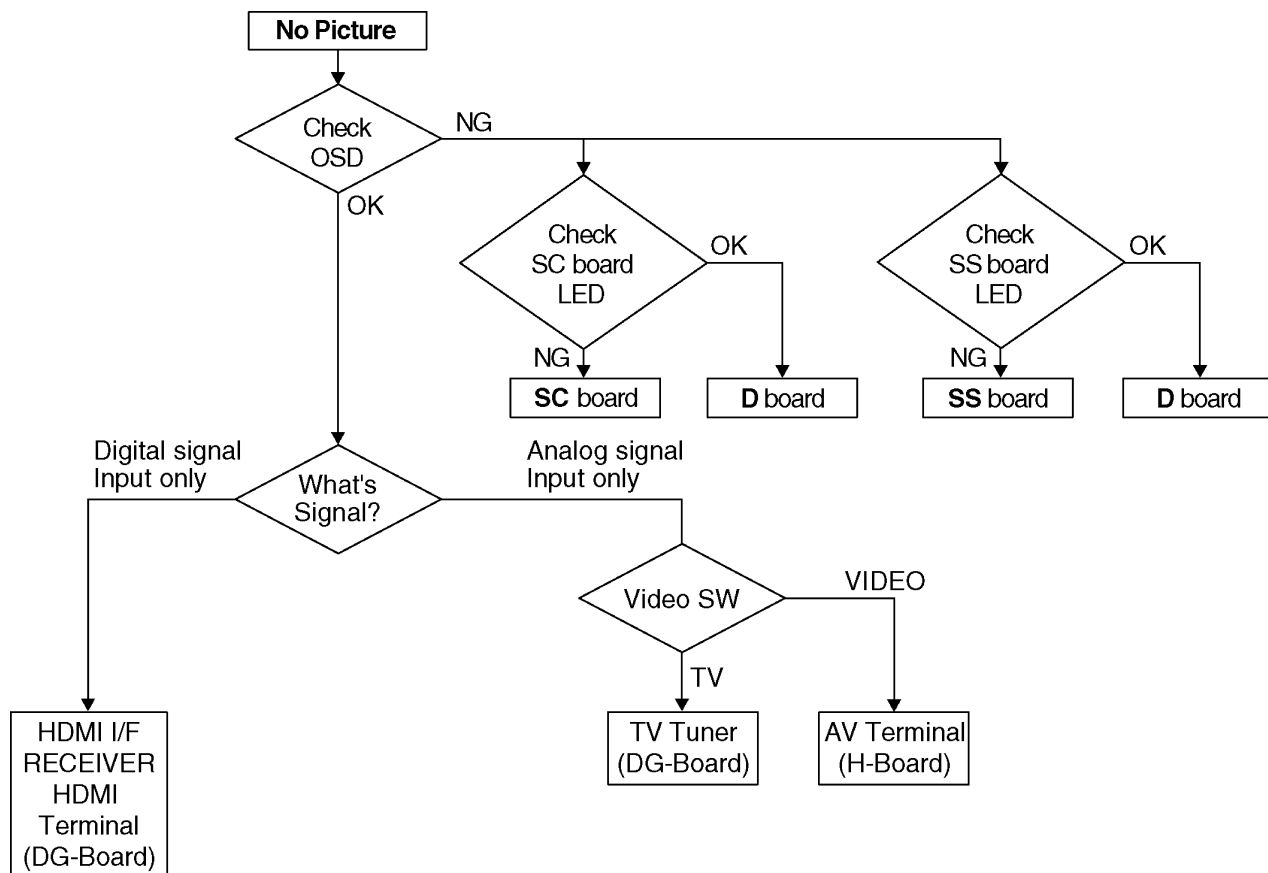 No Picture
Check
OSD
NG
OK
Check
SC board
LED
OK
NG
SC board
D board
Check
SS board
LED
OK
NG
SS board
D board
Digital signal
Input only
What's
Signal?
Analog signal
Input only
Video SW
VIDEO
TV
HDMI I/F
RECEIVER
HDMI
Terminal
(DG-Board)
TV Tuner
(DG-Board)
AV Terminal
(H-Board)